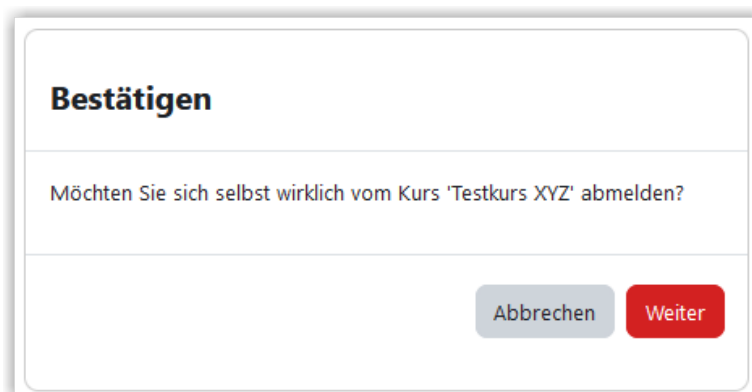 Bestätigen
Möchten Sie sich selbst wirklich vom Kurs 'Testkurs XYZ' abmelden?
Abbrechen Weiter